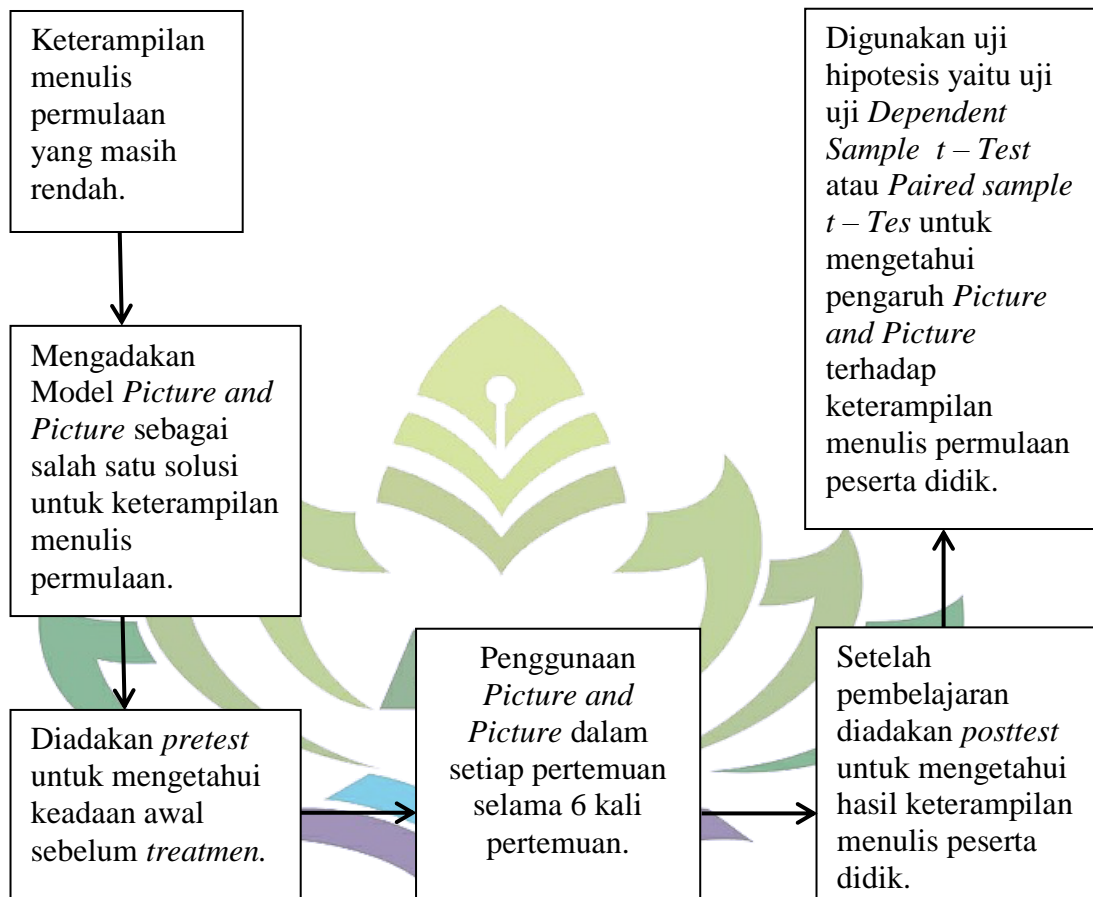 Keterampilan
menulis
permulaan
yang masih
rendah.
Mengadakan
Model Picture and
Picture sebagai
salah satu solusi
untuk keterampilan
menulis
permulaan.
Diadakan pretest
untuk mengetahui
keadaan awal
sebelum treatmen.
Penggunaan
Picture and
Picture dalam
setiap pertemuan
selama 6 kali
pertemuan.
Setelah
pembelajaran
diadakan posttest
untuk mengetahui
hasil keterampilan
menulis peserta
didik.
Digunakan uji
hipotesis yaitu uji
uji Dependent
Sample t – Test
atau Paired sample
t – Tes untuk
mengetahui
pengaruh Picture
and Picture
terhadap
keterampilan
menulis permulaan
peserta didik.